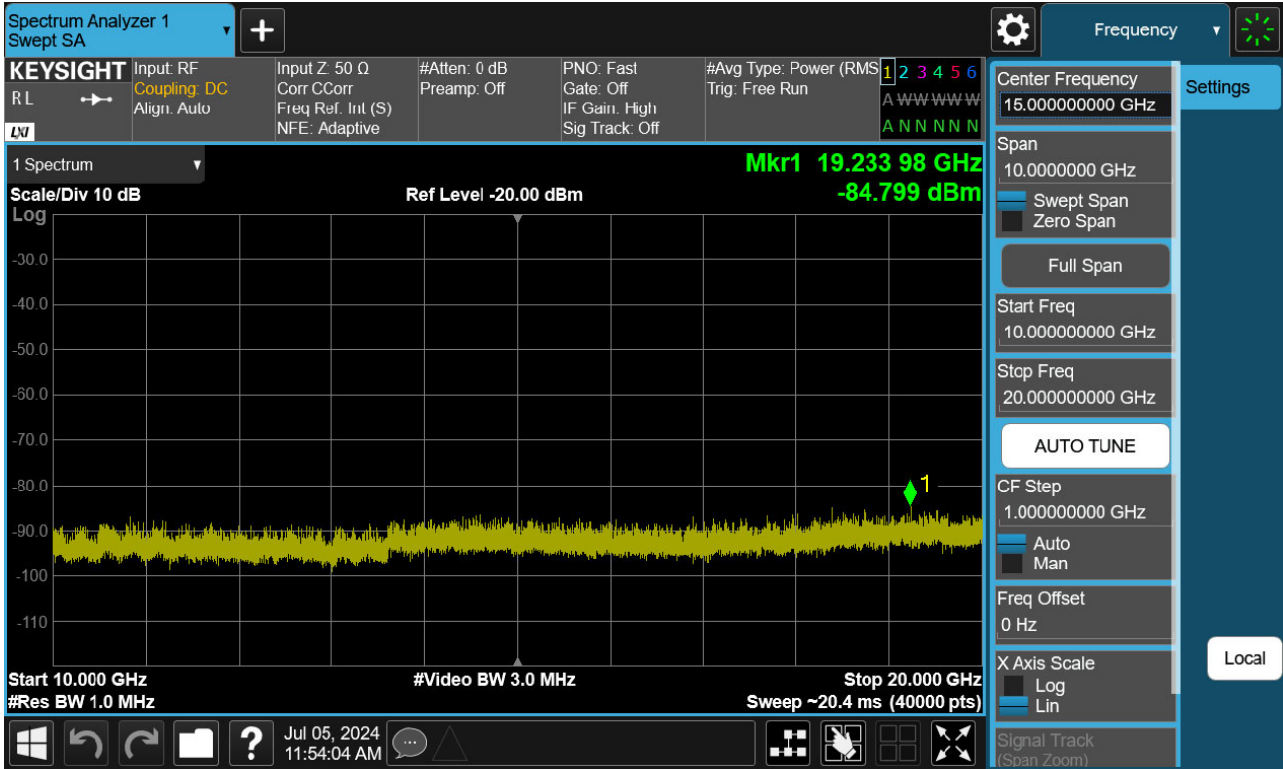 Spectrum Analyzer 1
Swept SA
+
Frequency
KEYSIGHT
R L
LXI
Input: RF
Coupling: DC
Align: Auto
Input Z: 50 Ω
Corr CCorr
Freq Ref: Int (S)
NFE: Adaptive
#Atten: 0 dB
Preamp: Off
PNO: Fast
Gate: Off
IF Gain: High
Sig Track: Off
#Avg Type: Power (RMS
Trig: Free Run
1 2 3 4 5 6
A W W W W W
A N N N N N
1 Spectrum
Scale/Div 10 dB
Log
Ref Level -20.00 dBm
Mkr1 19.233 98 GHz
-84.799 dBm
-30.0
-40.0
-50.0
-60.0
-70.0
-80.0
-90.0
-100
-110
1
Start 10.000 GHz
#Res BW 1.0 MHz
#Video BW 3.0 MHz
Stop 20.000 GHz
Sweep ~20.4 ms (40000 pts)
Center Frequency
15.000000000 GHz
Span
10.0000000 GHz
Swept Span
Zero Span
Full Span
Start Freq
10.000000000 GHz
Stop Freq
20.000000000 GHz
AUTO TUNE
CF Step
1.000000000 GHz
Auto
Man
Freq Offset
0 Hz
X Axis Scale
Log
Lin
Signal Track
(Span Zoom)
Settings
Local
?
Jul 05, 2024
11:54:04 AM